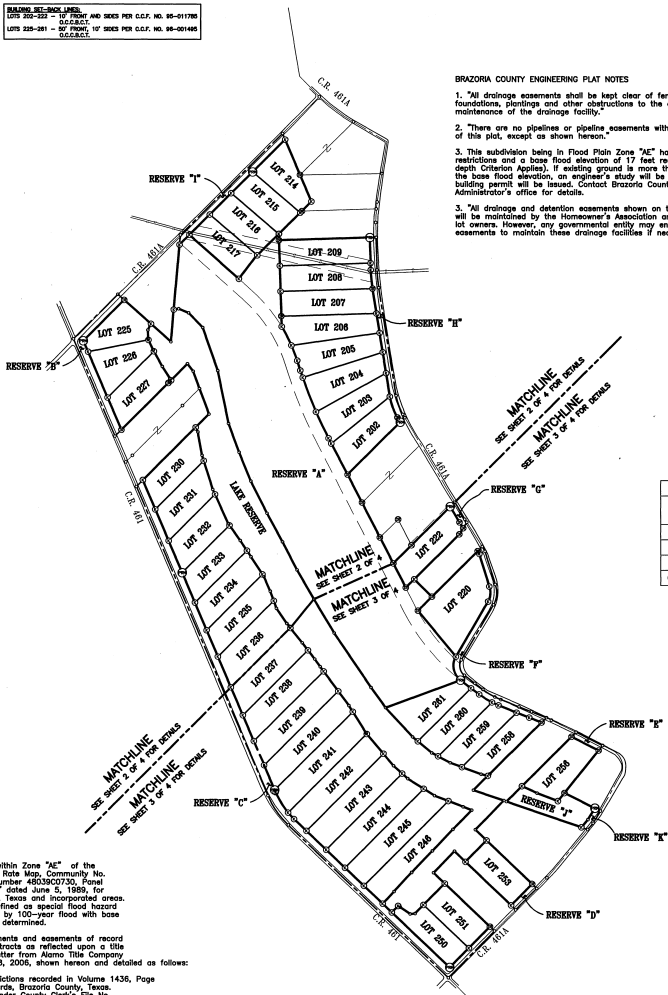 BUILDING SET-BACK LINES:
LOTS 202-222 - 10' FRONT AND SIDES PER C.C.F. NO. 95-011785
O.C.C.B.C.T.
LOTS 225-261 - 50' FRONT, 10' SIDES PER C.C.F. NO. 96-001495
O.C.C.B.C.T.
BRAZORIA COUNTY ENGINEERING PLAT NOTES
1. "All drainage easements shall be kept clear of fen
foundations, plantings and other obstructions to the
maintenance of the drainage facility."
2. "There are no pipelines or pipeline easements with
of this plat, except as shown hereon."
3. This subdivision being in Flood Plain Zone "AE" ha
restrictions and a base flood elevation of 17 feet re
depth Criterion Applies). If existing ground is more th
the base flood elevation, an engineer's study will be
building permit will be issued. Contact Brazoria Count
Administrator's office for details.
3. "All drainage and detention easements shown on t
will be maintained by the Homeowner's Association a
lot owners. However, any governmental entity may en
easements to maintain these drainage facilities if ne
C.R. 461A
RESERVE "I"
LOT 214
LOT 215
LOT 216
LOT 217
C.R. 461A
LOT 209
LOT 208
LOT 207
LOT 206
LOT 205
LOT 204
LOT 203
LOT 202
RESERVE "H"
LOT 225
LOT 226
LOT 227
RESERVE "B"
MATCHLINE
SEE SHEET 2 OF 4 FOR DETAILS
MATCHLINE
SEE SHEET 3 OF 4 FOR DETAILS
C.R. 461A
RESERVE "G"
RESERVE "A"
LAKE RESERVE
C.R. 461
LOT 230
LOT 231
LOT 232
LOT 233
LOT 234
LOT 235
LOT 236
MATCHLINE
SEE SHEET 2 OF 4
MATCHLINE
SEE SHEET 3 OF 4
LOT 222
LOT 220
RESERVE "F"
LOT 237
LOT 238
LOT 239
LOT 240
LOT 241
LOT 242
LOT 243
LOT 244
LOT 245
LOT 246
LOT 261
LOT 260
LOT 259
LOT 258
RESERVE "E"
LOT 256
RESERVE "J"
RESERVE "K"
MATCHLINE
SEE SHEET 2 OF 4 FOR DETAILS
MATCHLINE
SEE SHEET 3 OF 4 FOR DETAILS
RESERVE "C"
LOT 253
RESERVE "D"
LOT 251
LOT 250
C.R. 461
C.R. 461A
within Zone "AE" of the
Rate Map, Community No.
umber 48039C0730, Panel
dated June 5, 1989, for
Texas and incorporated areas.
fined as special flood hazard
by 100-year flood with base
determined.
ments and easements of record
tracts as reflected upon a title
tter from Alamo Title Company
, 2006, shown hereon and detailed as follows:
ictions recorded in Volume 1436, Page
rds, Brazoria County, Texas.
nder County Clerk's File No.